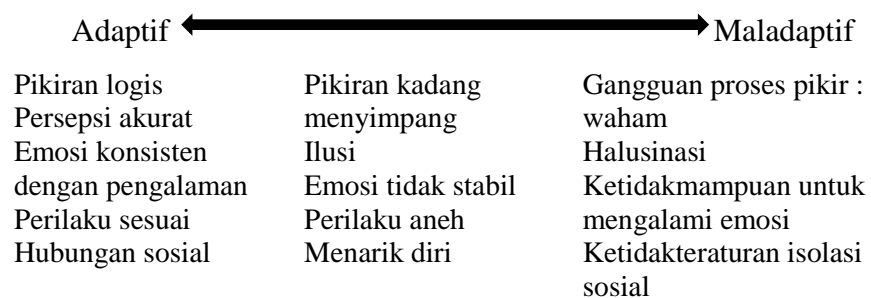 Adaptif Maladaptif
Pikiran logis
Persepsi akurat
Emosi konsisten
dengan pengalaman
Perilaku sesuai
Hubungan sosial
Pikiran kadang
menyimpang
Ilusi
Emosi tidak stabil
Perilaku aneh
Menarik diri
Gangguan proses pikir :
waham
Halusinasi
Ketidakmampuan untuk
mengalami emosi
Ketidakteraturan isolasi
sosial